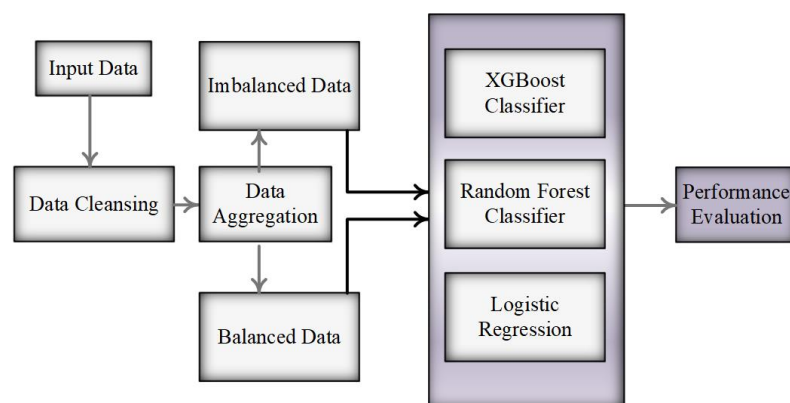 Input Data
Data Cleansing
Data
Aggregation
Imbalanced Data
Balanced Data
XGBoost
Classifier
Random Forest
Classifier
Logistic
Regression
Performance
Evaluation